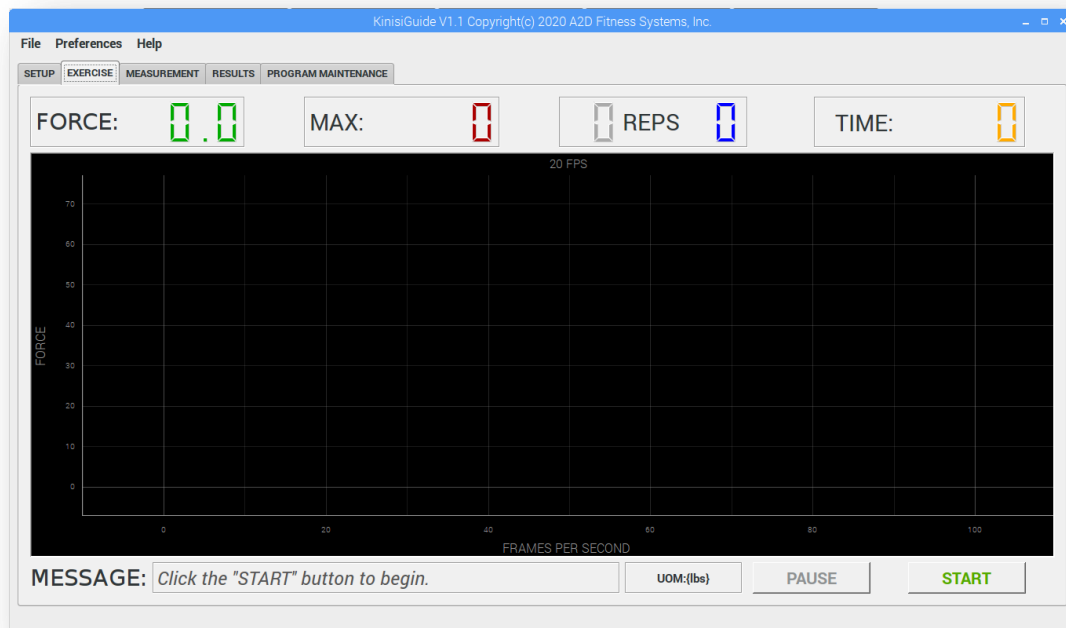 KinisiGuide V1.1 Copyright(c) 2020 A2D Fitness Systems, Inc.
File Preferences Help
SETUP EXERCISE MEASUREMENT RESULTS PROGRAM MAINTENANCE
FORCE: 0.0 MAX: 0 0 REPS 0 TIME: 0
20 FPS
70
60
50
40
30
20
10
0
FORCE
0 20 40 60 80 100
FRAMES PER SECOND
MESSAGE: Click the "START" button to begin. UOM:{lbs} PAUSE START